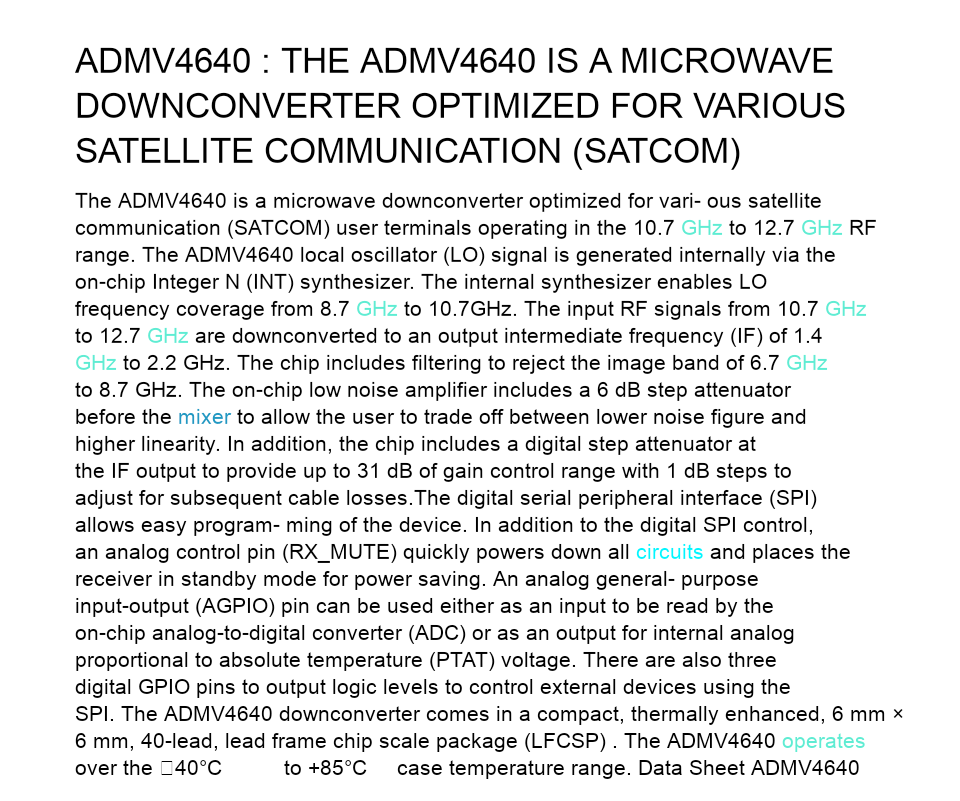 ADMV4640 : THE ADMV4640 IS A MICROWAVE
DOWNCONVERTER OPTIMIZED FOR VARIOUS
SATELLITE COMMUNICATION (SATCOM)
The ADMV4640 is a microwave downconverter optimized for vari- ous satellite
communication (SATCOM) user terminals operating in the 10.7 GHz to 12.7 GHz RF
range. The ADMV4640 local oscillator (LO) signal is generated internally via the
on-chip Integer N (INT) synthesizer. The internal synthesizer enables LO
frequency coverage from 8.7 GHz to 10.7GHz. The input RF signals from 10.7 GHz
to 12.7 GHz are downconverted to an output intermediate frequency (IF) of 1.4
GHz to 2.2 GHz. The chip includes filtering to reject the image band of 6.7 GHz
to 8.7 GHz. The on-chip low noise amplifier includes a 6 dB step attenuator
before the mixer to allow the user to trade off between lower noise figure and
higher linearity. In addition, the chip includes a digital step attenuator at
the IF output to provide up to 31 dB of gain control range with 1 dB steps to
adjust for subsequent cable losses.The digital serial peripheral interface (SPI)
allows easy program- ming of the device. In addition to the digital SPI control,
an analog control pin (RX_MUTE) quickly powers down all circuits and places the
receiver in standby mode for power saving. An analog general- purpose
input-output (AGPIO) pin can be used either as an input to be read by the
on-chip analog-to-digital converter (ADC) or as an output for internal analog
proportional to absolute temperature (PTAT) voltage. There are also three
digital GPIO pins to output logic levels to control external devices using the
SPI. The ADMV4640 downconverter comes in a compact, thermally enhanced, 6 mm ×
6 mm, 40-lead, lead frame chip scale package (LFCSP) . The ADMV4640 operates
over the □40°C to +85°C case temperature range. Data Sheet ADMV4640